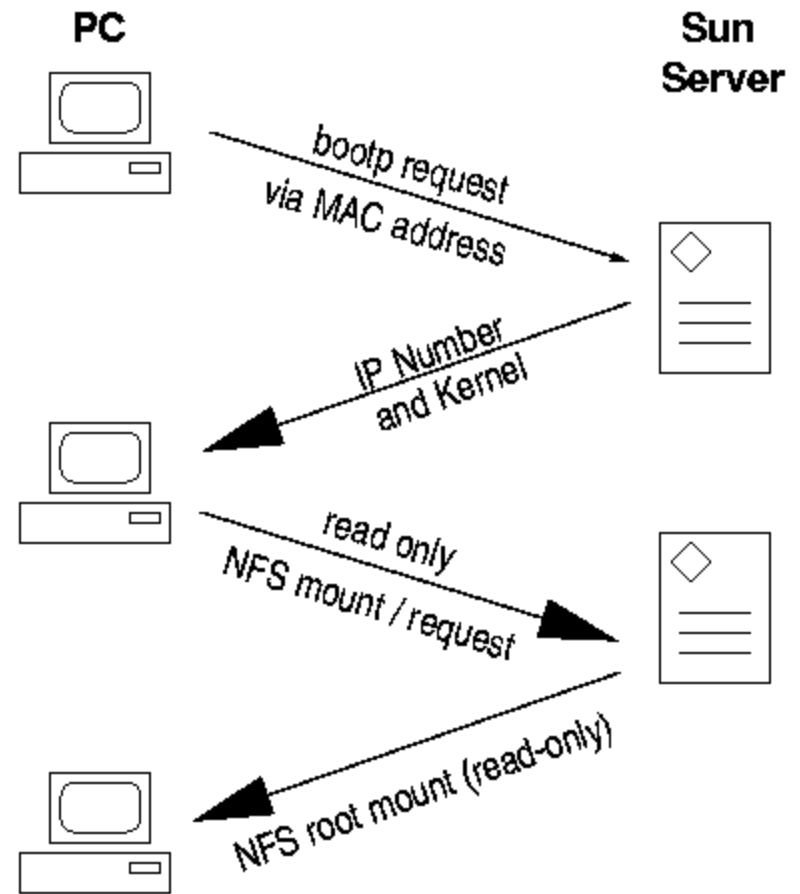 PC
Sun
Server
bootp request
via MAC address
IP Number
and Kernel
read only
NFS mount / request
NFS root mount (read-only)